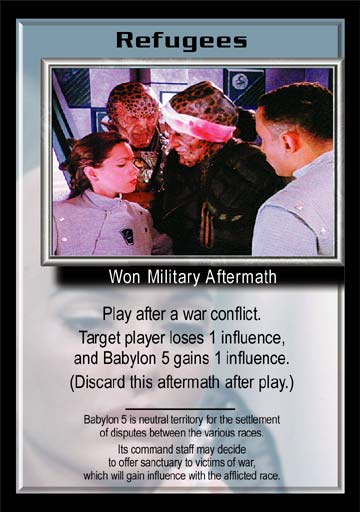 Refugees
Won Military Aftermath
Play after a war conflict.
Target player loses 1 influence,
and Babylon 5 gains 1 influence.
(Discard this aftermath after play.)
Babylon 5 is neutral territory for the settlement
of disputes between the various races.
Its command staff may decide
to offer sanctuary to victims of war,
which will gain influence with the afflicted race.